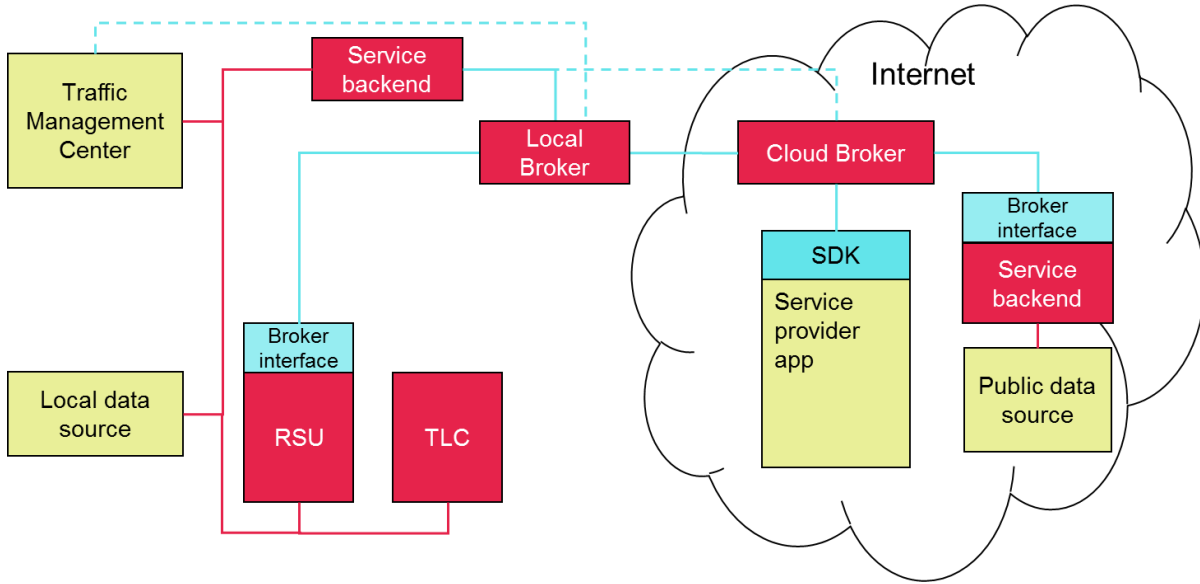 Service
backend
Internet
Traffic
Management
Center
Local
Broker
Cloud Broker
Broker
interface
SDK
Service
backend
Service
provider
app
Broker
interface
Public data
source
Local data
source
RSU
TLC